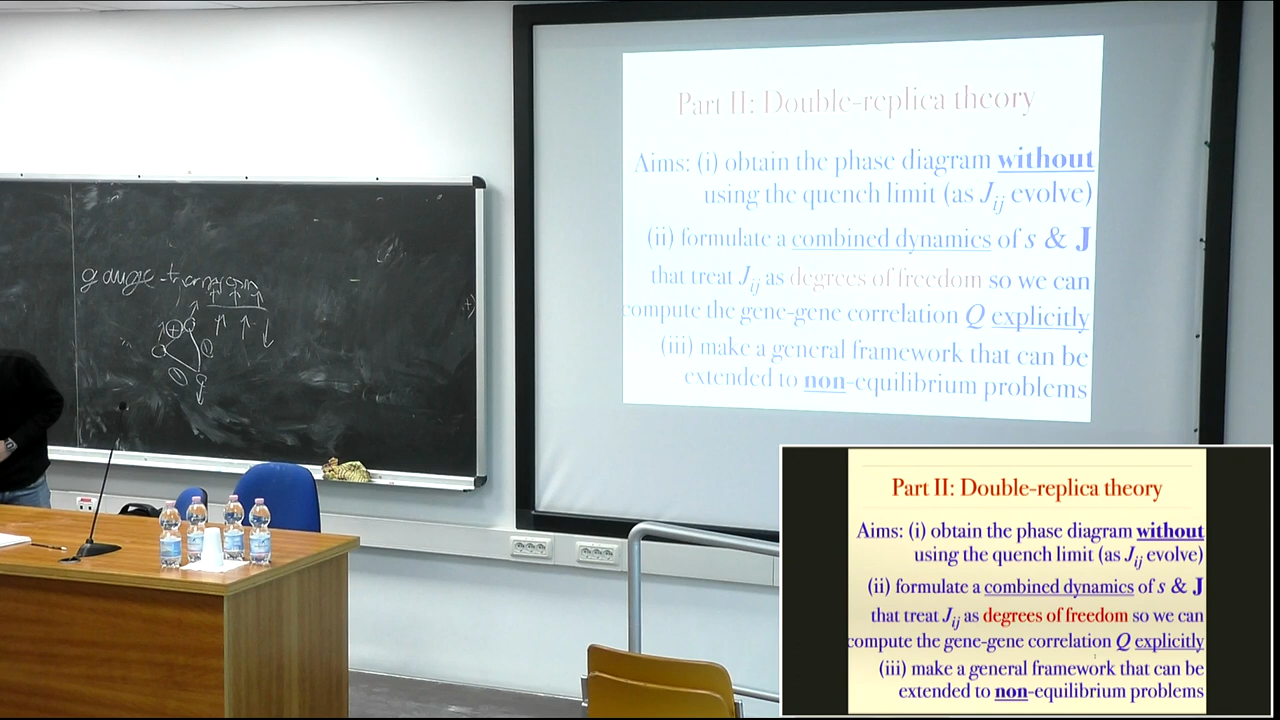 gauge-transform
Part II: Double-replica theory
Aims: (i) obtain the phase diagram without
using the quench limit (as Jij evolve)
(ii) formulate a combined dynamics of s & J
that treat Jij as degrees of freedom so we can
compute the gene-gene correlation Q explicitly
(iii) make a general framework that can be
extended to non-equilibrium problems
Part II: Double-replica theory
Aims: (i) obtain the phase diagram without
using the quench limit (as Jij evolve)
(ii) formulate a combined dynamics of s & J
that treat Jij as degrees of freedom so we can
compute the gene-gene correlation Q explicitly
(iii) make a general framework that can be
extended to non-equilibrium problems